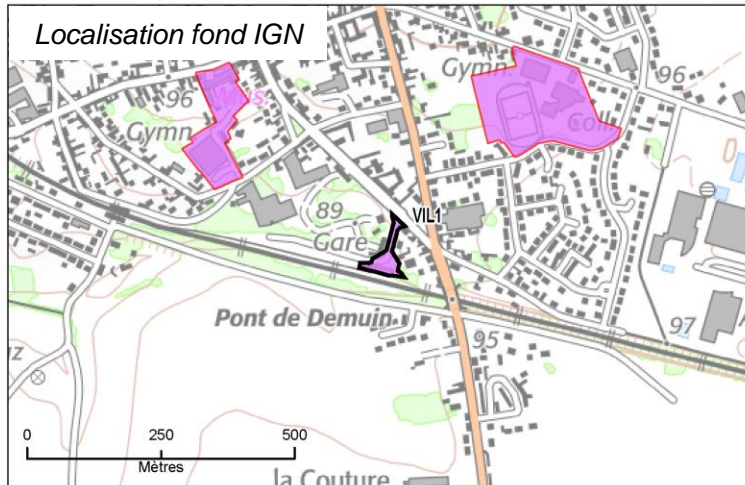 Localisation fond IGN
Gymn.
96
96
Mus.
Coll.
Gymn
VIL1
89
Gare
Pont de Demuin
97
95
0
250
500
Mètres
la Couture